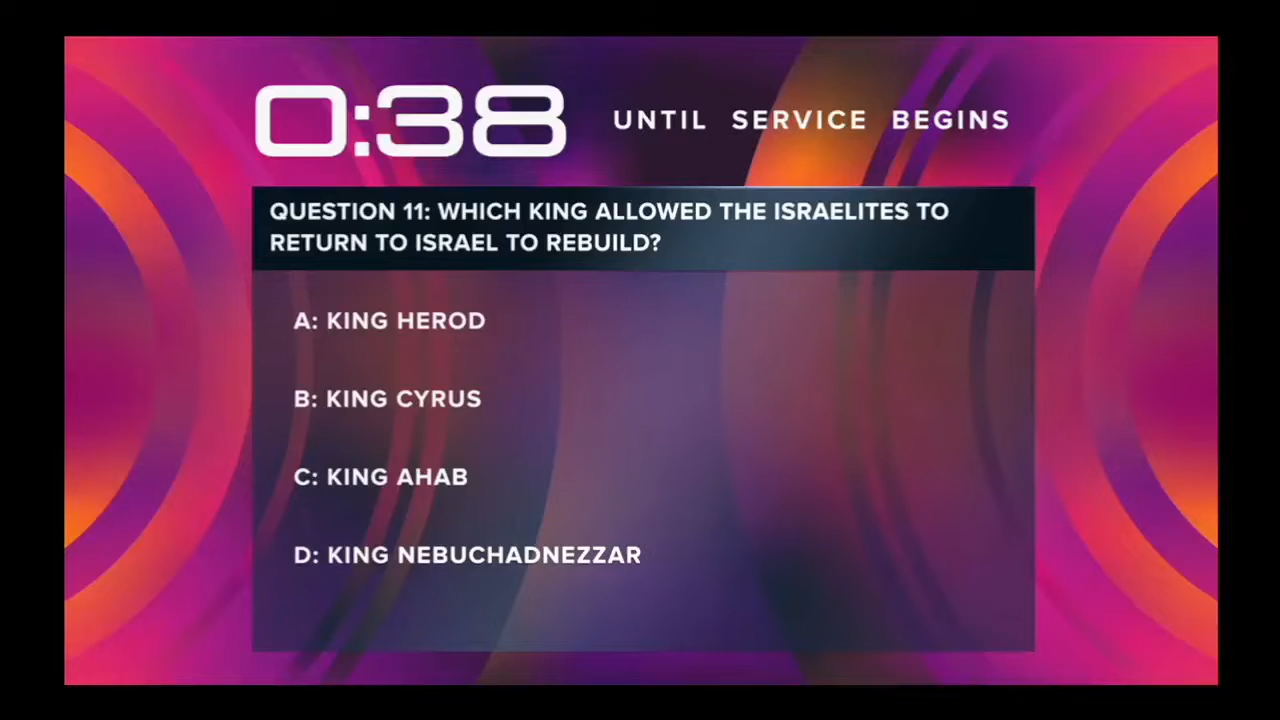 0:38 UNTIL SERVICE BEGINS
QUESTION 11: WHICH KING ALLOWED THE ISRAELITES TO
RETURN TO ISRAEL TO REBUILD?
A: KING HEROD
B: KING CYRUS
C: KING AHAB
D: KING NEBUCHADNEZZAR